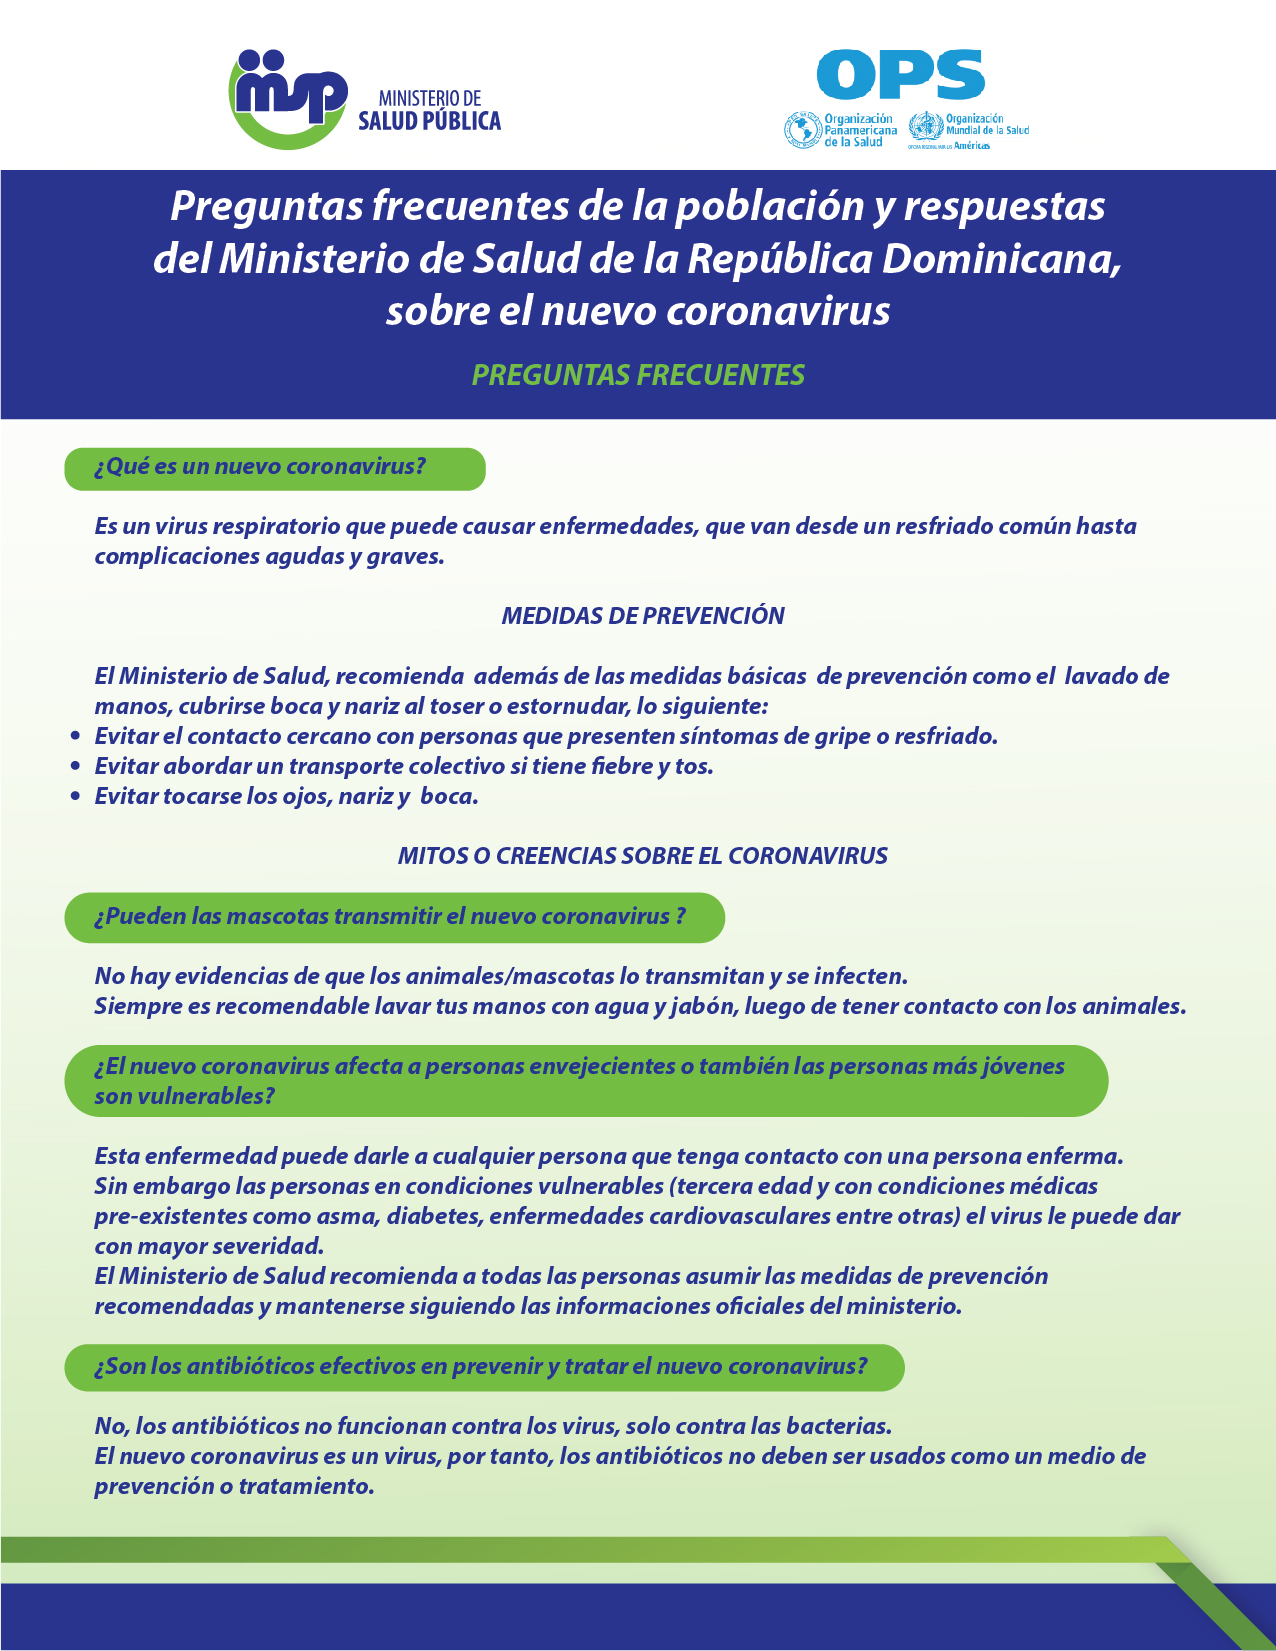 msp
MINISTERIO DE
SALUD PÚBLICA
OPS
Organización
Panamericana
de la Salud
Organización
Mundial de la Salud
OFICINA REGIONAL PARA LAS Américas
Preguntas frecuentes de la población y respuestas
del Ministerio de Salud de la República Dominicana,
sobre el nuevo coronavirus
PREGUNTAS FRECUENTES
¿Qué es un nuevo coronavirus?
Es un virus respiratorio que puede causar enfermedades, que van desde un resfriado común hasta
complicaciones agudas y graves.
MEDIDAS DE PREVENCIÓN
El Ministerio de Salud, recomienda además de las medidas básicas de prevención como el lavado de
manos, cubrirse boca y nariz al toser o estornudar, lo siguiente:
• Evitar el contacto cercano con personas que presenten síntomas de gripe o resfriado.
• Evitar abordar un transporte colectivo si tiene fiebre y tos.
• Evitar tocarse los ojos, nariz y boca.
MITOS O CREENCIAS SOBRE EL CORONAVIRUS
¿Pueden las mascotas transmitir el nuevo coronavirus ?
No hay evidencias de que los animales/mascotas lo transmitan y se infecten.
Siempre es recomendable lavar tus manos con agua y jabón, luego de tener contacto con los animales.
¿El nuevo coronavirus afecta a personas envejecientes o también las personas más jóvenes
son vulnerables?
Esta enfermedad puede darle a cualquier persona que tenga contacto con una persona enferma.
Sin embargo las personas en condiciones vulnerables (tercera edad y con condiciones médicas
pre-existentes como asma, diabetes, enfermedades cardiovasculares entre otras) el virus le puede dar
con mayor severidad.
El Ministerio de Salud recomienda a todas las personas asumir las medidas de prevención
recomendadas y mantenerse siguiendo las informaciones oficiales del ministerio.
¿Son los antibióticos efectivos en prevenir y tratar el nuevo coronavirus?
No, los antibióticos no funcionan contra los virus, solo contra las bacterias.
El nuevo coronavirus es un virus, por tanto, los antibióticos no deben ser usados como un medio de
prevención o tratamiento.